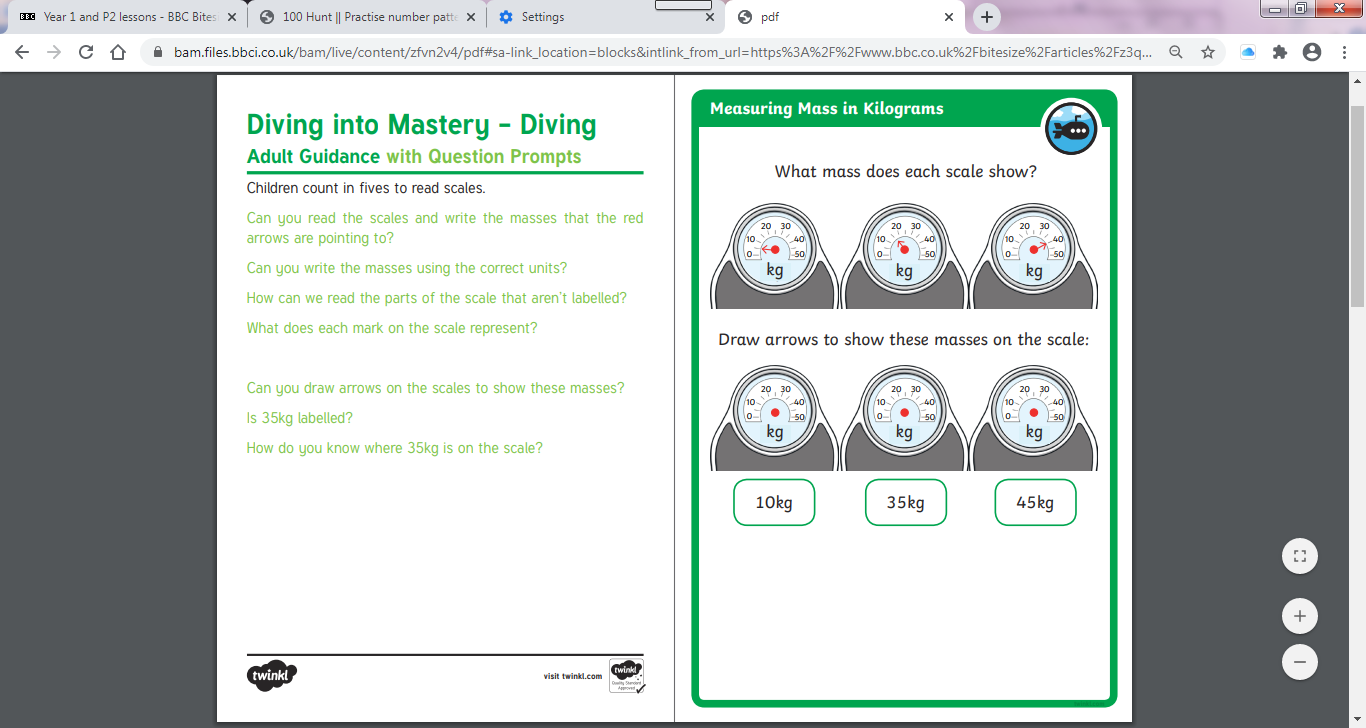 Year 1 and P2 lessons - BBC Bites
100 Hunt || Practise number patte
Settings
pdf
bam.files.bbci.co.uk/bam/live/content/zfvn2v4/pdf#sa-link_location=blocks&intlink_from_url=https%3A%2F%2Fwww.bbc.co.uk%2Fbitesize%2Farticles%2Fz3q...
Diving into Mastery – Diving
Adult Guidance with Question Prompts
Children count in fives to read scales.
Can you read the scales and write the masses that the red
arrows are pointing to?
Can you write the masses using the correct units?
How can we read the parts of the scale that aren't labelled?
What does each mark on the scale represent?
Can you draw arrows on the scales to show these masses?
Is 35kg labelled?
How do you know where 35kg is on the scale?
twinkl
visit twinkl.com
twinkl
Quality Standard
Approved
Measuring Mass in Kilograms
What mass does each scale show?
0 10 20 30 40 50 kg
0 10 20 30 40 50 kg
0 10 20 30 40 50 kg
Draw arrows to show these masses on the scale:
0 10 20 30 40 50 kg
0 10 20 30 40 50 kg
0 10 20 30 40 50 kg
10kg
35kg
45kg